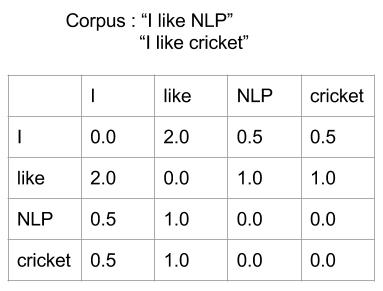 Corpus : “I like NLP”
“I like cricket”
I like NLP cricket
I 0.0 2.0 0.5 0.5
like 2.0 0.0 1.0 1.0
NLP 0.5 1.0 0.0 0.0
cricket 0.5 1.0 0.0 0.0